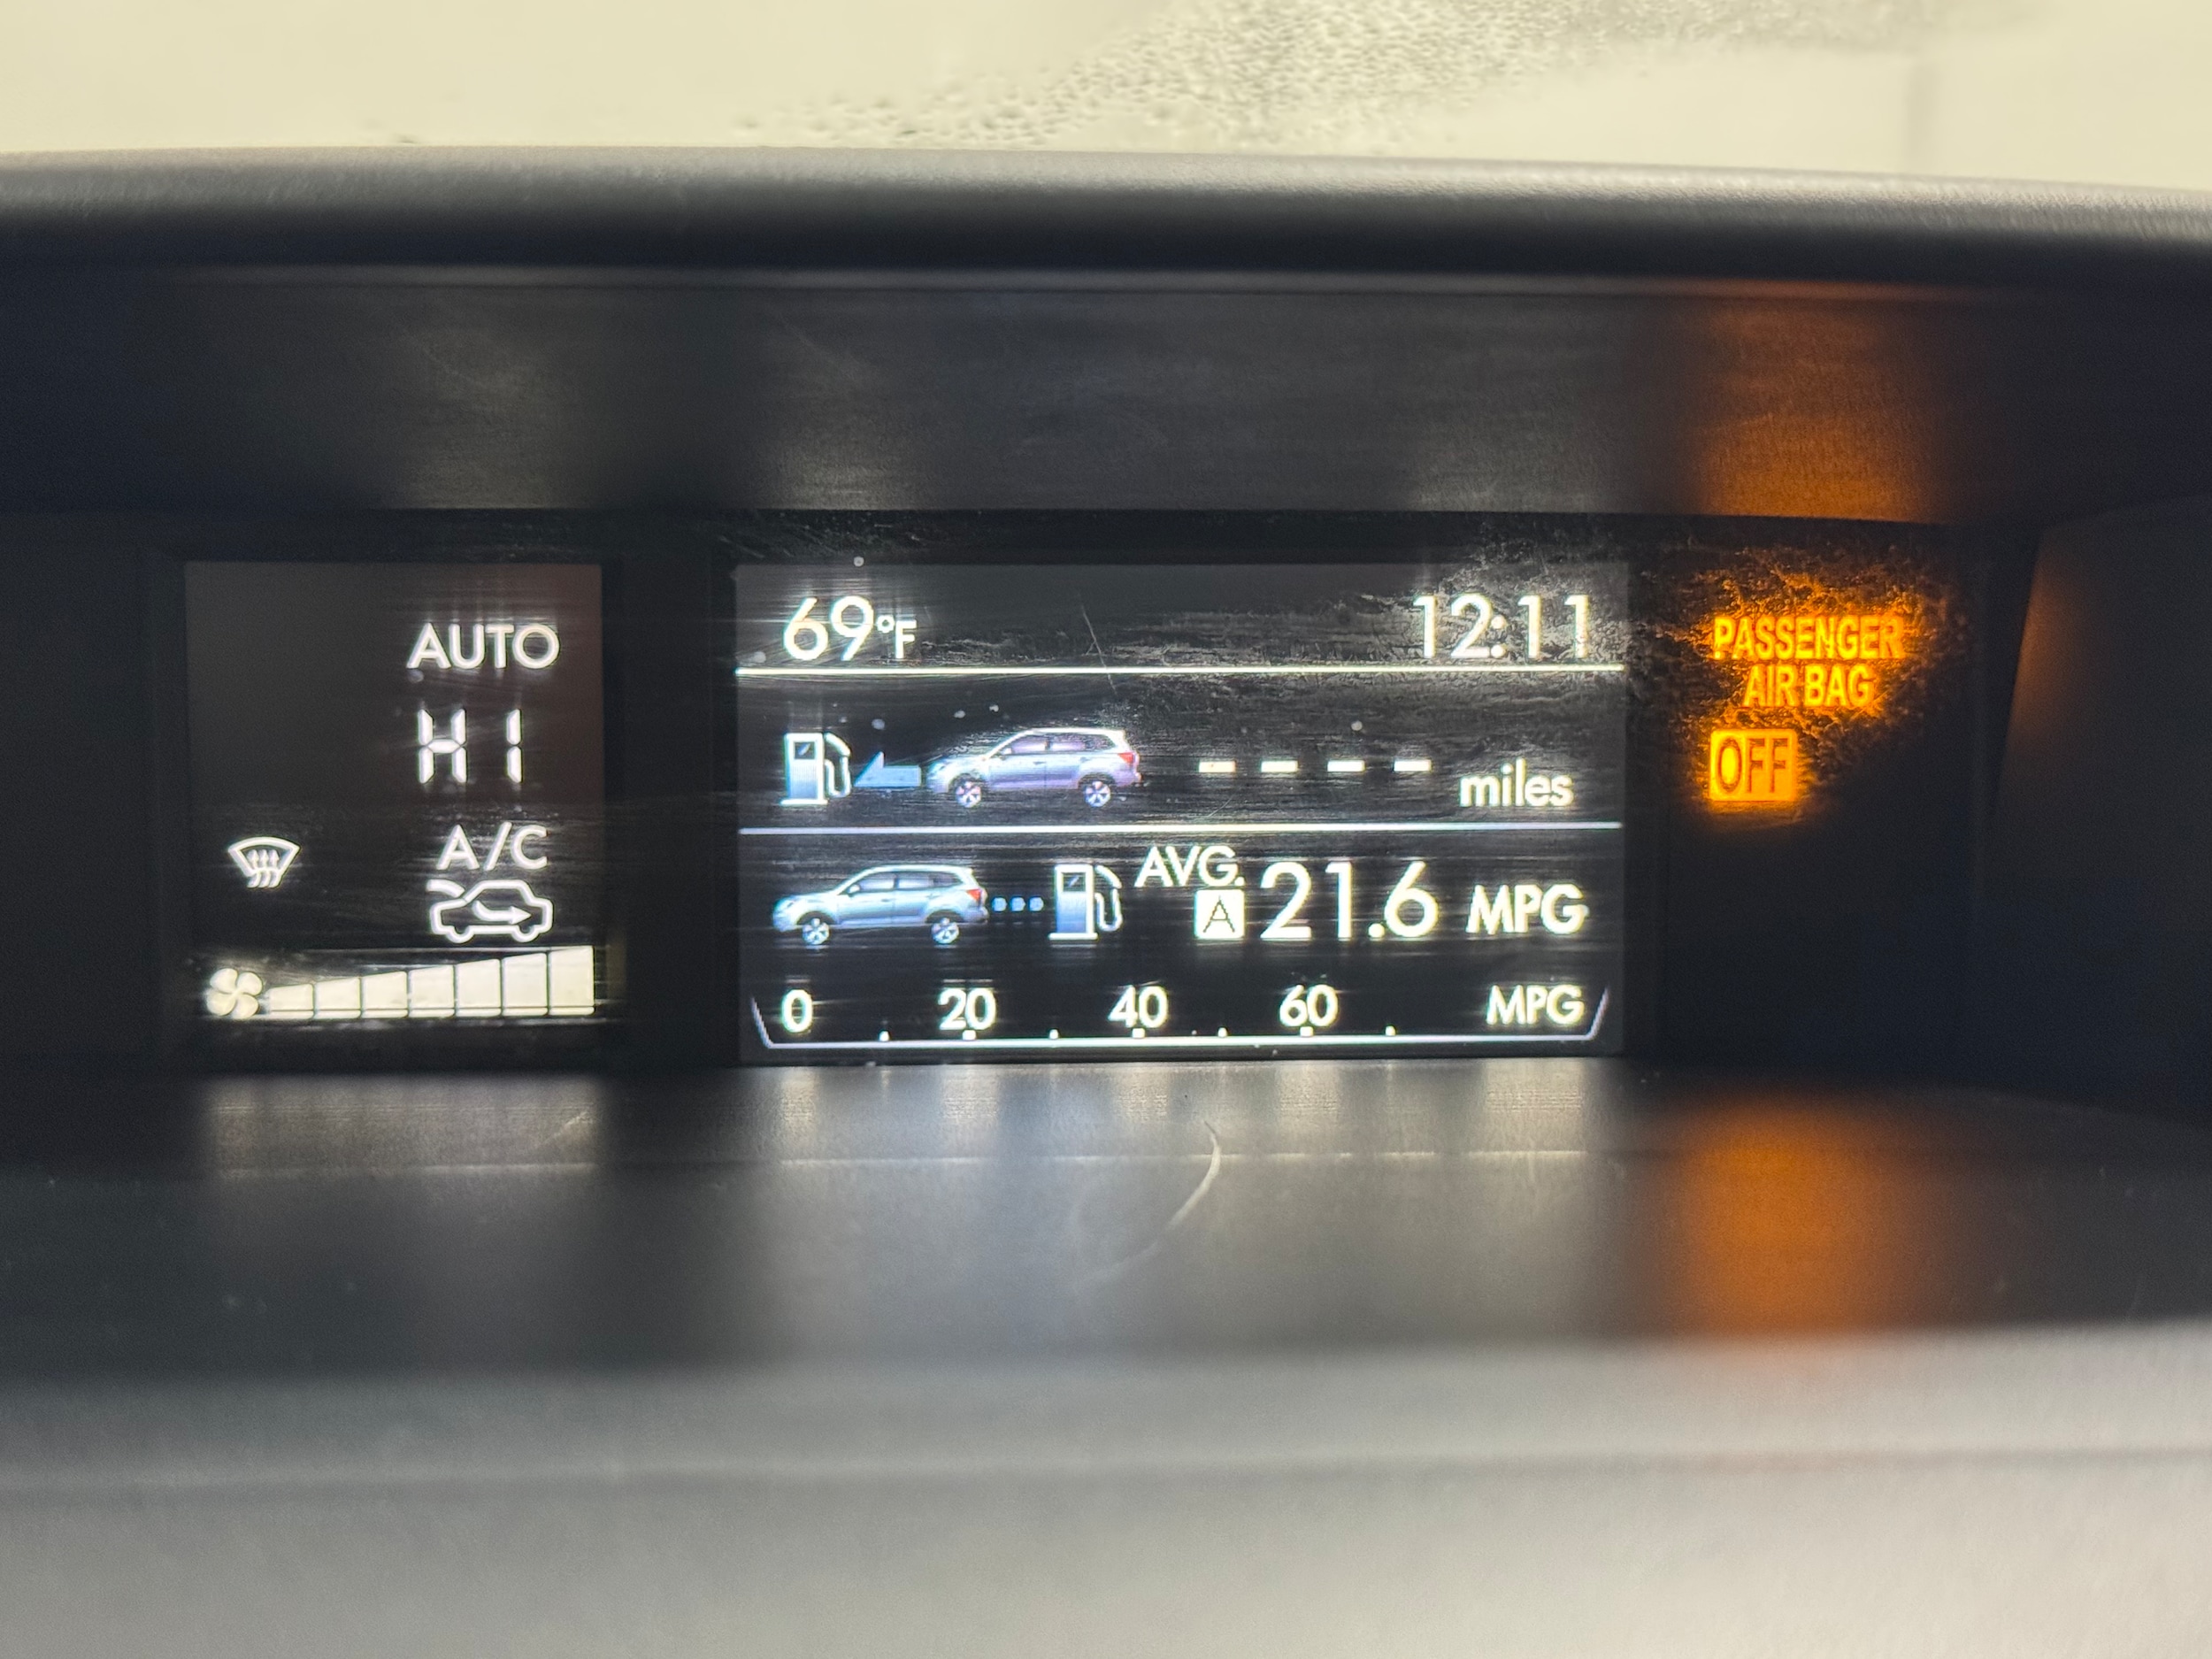 AUTO
HI
A/C
69°F 12:11
---- miles
AVG.
A 21.6 MPG
0 20 40 60 MPG
PASSENGER
AIR BAG
OFF